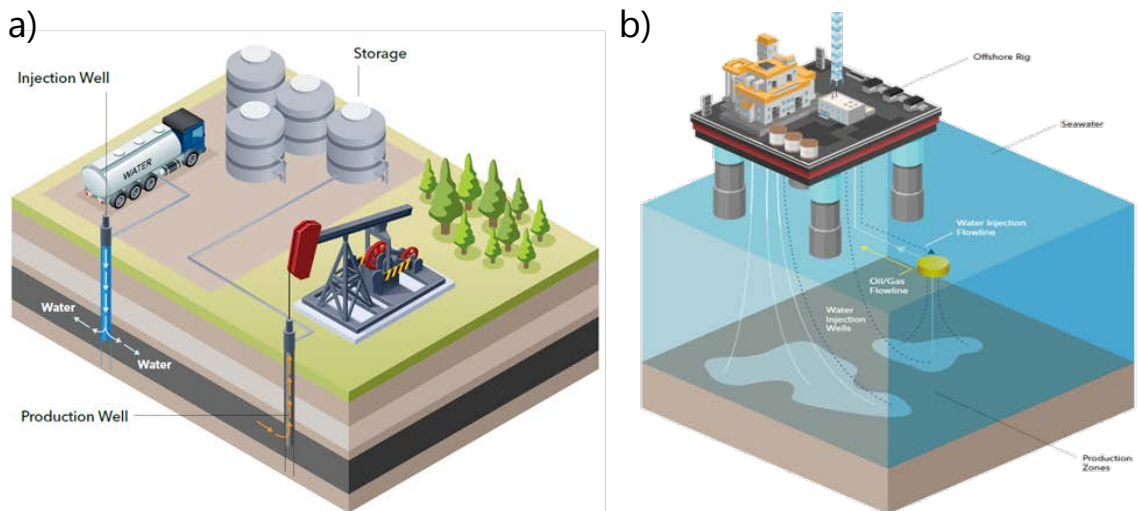 a)
Injection Well
Storage
WATER
Water
Water
Production Well
b)
Offshore Rig
Seawater
Water Injection
Flowline
Oil/Gas
Flowline
Water
Injection
Wells
Production
Zones